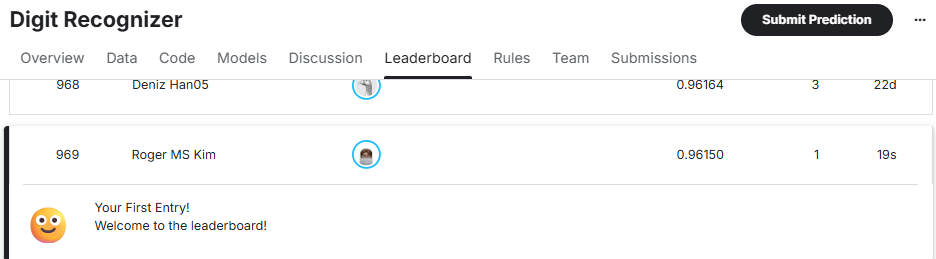 Digit Recognizer
Submit Prediction
Overview Data Code Models Discussion Leaderboard Rules Team Submissions
968 Deniz Han05 0.96164 3 22d
969 Roger MS Kim 0.96150 1 19s
Your First Entry!
Welcome to the leaderboard!